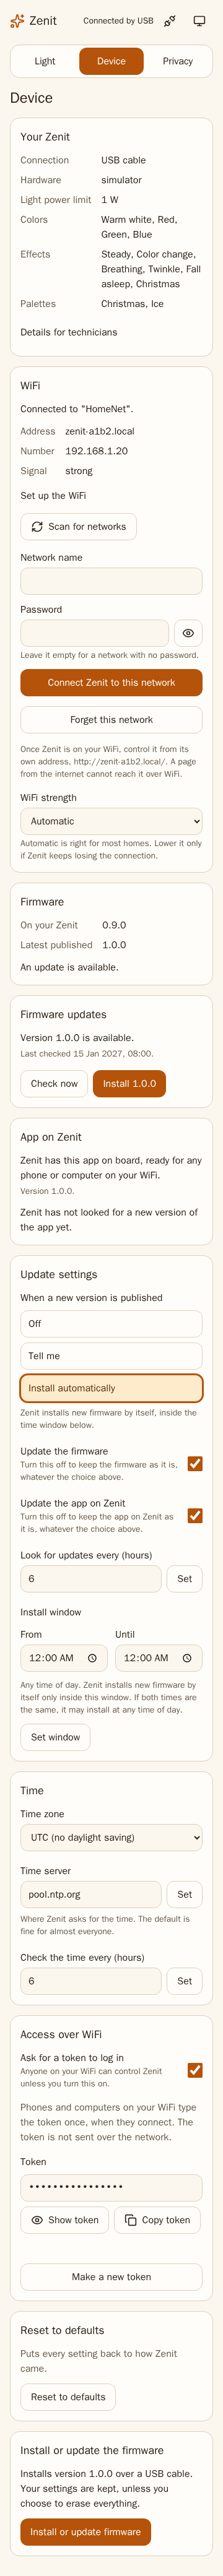 Zenit
Connected by USB
Light
Device
Privacy
Device
Your Zenit
Connection
USB cable
Hardware
simulator
Light power limit
1 W
Colors
Warm white, Red,
Green, Blue
Effects
Steady, Color change,
Breathing, Twinkle, Fall
asleep, Christmas
Palettes
Christmas, Ice
Details for technicians
WiFi
Connected to "HomeNet".
Address
zenit-a1b2.local
Number
192.168.1.20
Signal
strong
Set up the WiFi
Scan for networks
Network name
Password
Leave it empty for a network with no password.
Connect Zenit to this network
Forget this network
Once Zenit is on your WiFi, control it from its
own address, http://zenit-a1b2.local/. A page
from the internet cannot reach it over WiFi.
WiFi strength
Automatic
Automatic is right for most homes. Lower it only
if Zenit keeps losing the connection.
Firmware
On your Zenit
0.9.0
Latest published
1.0.0
An update is available.
Firmware updates
Version 1.0.0 is available.
Last checked 15 Jan 2027, 08:00.
Check now
Install 1.0.0
App on Zenit
Zenit has this app on board, ready for any
phone or computer on your WiFi.
Version 1.0.0.
Zenit has not looked for a new version of
the app yet.
Update settings
When a new version is published
Off
Tell me
Install automatically
Zenit installs new firmware by itself, inside the
time window below.
Update the firmware
Turn this off to keep the firmware as it is,
whatever the choice above.
Update the app on Zenit
Turn this off to keep the app on Zenit as
it is, whatever the choice above.
Look for updates every (hours)
6
Set
Install window
From
Until
12:00 AM
12:00 AM
Any time of day. Zenit installs new firmware by
itself only inside this window. If both times are
the same, it may install at any time of day.
Set window
Time
Time zone
UTC (no daylight saving)
Time server
pool.ntp.org
Set
Where Zenit asks for the time. The default is
fine for almost everyone.
Check the time every (hours)
6
Set
Access over WiFi
Ask for a token to log in
Anyone on your WiFi can control Zenit
unless you turn this on.
Phones and computers on your WiFi type
the token once, when they connect. The
token is not sent over the network.
Token
••••••••••••••••
Show token
Copy token
Make a new token
Reset to defaults
Puts every setting back to how Zenit
came.
Reset to defaults
Install or update the firmware
Installs version 1.0.0 over a USB cable.
Your settings are kept, unless you
choose to erase everything.
Install or update firmware